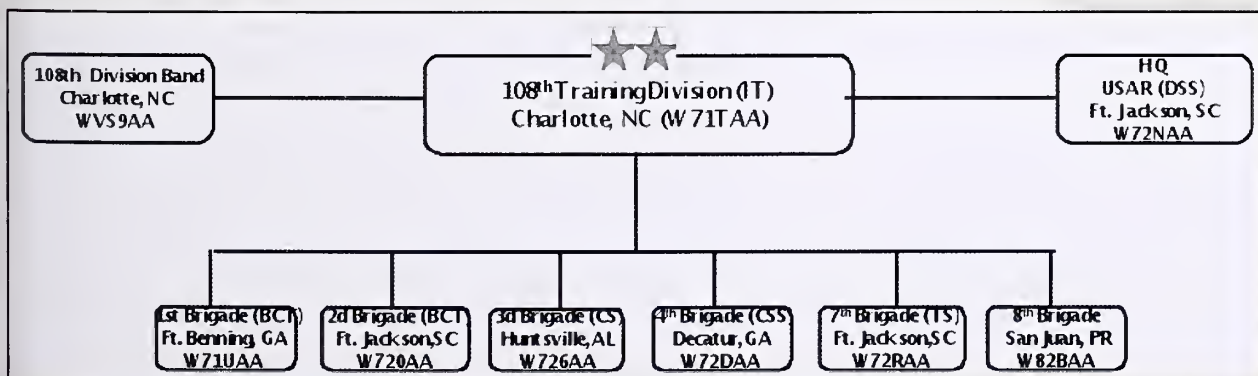 108th Division Band
Charlotte, NC
WVS9AA
108th Training Division (IT)
Charlotte, NC (W71TAA)
HQ
USAR (DSS)
Ft. Jackson, SC
W72NAA
1st Brigade (BCT)
Ft. Benning, GA
W71UAA
2d Brigade (BCT
Ft. Jackson, SC
W720AA
3d Brigade (CS)
Huntsville, AL
W726AA
4th Brigade (CSS)
Decatur, GA
W72DAA
7th Brigade (TS)
Ft. Jackson, SC
W72RAA
8th Brigade
San Juan, PR
W82BAA